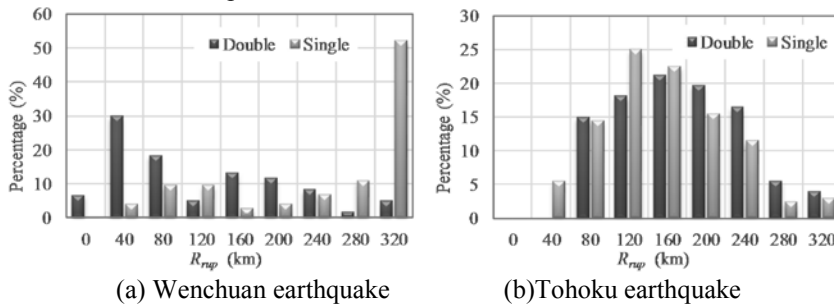 60
50
40
30
20
10
0
Percentage (%)
Double Single
0 40 80 120 160 200 240 280 320
Rrup (km)
(a) Wenchuan earthquake
30
25
20
15
10
5
0
Percentage (%)
Double Single
0 40 80 120 160 200 240 280 320
Rrup (km)
(b)Tohoku earthquake